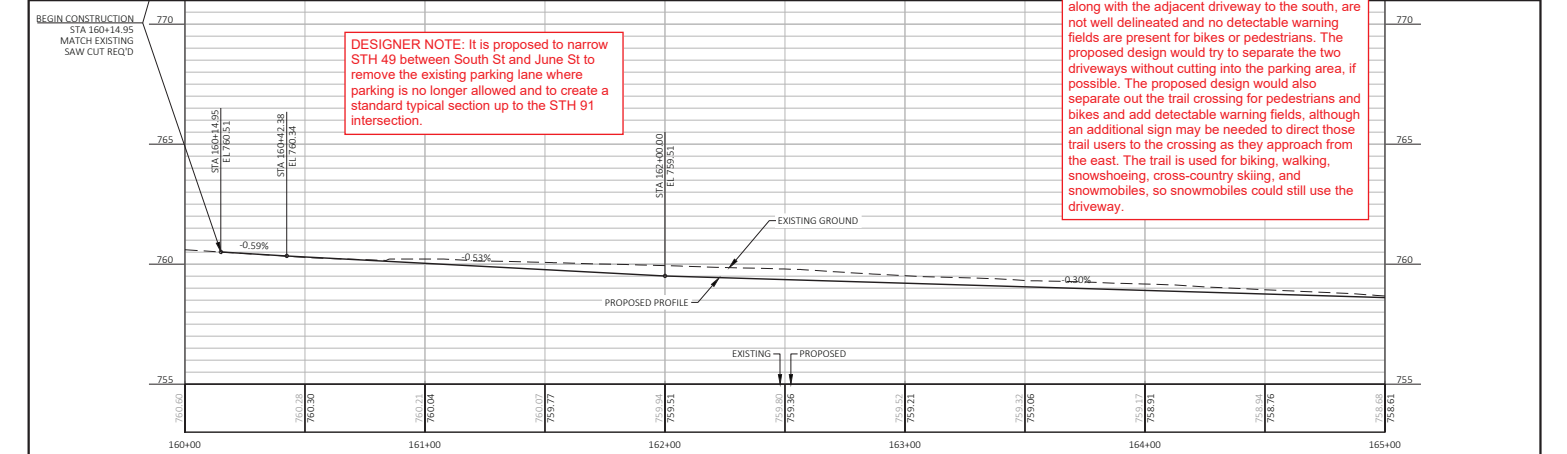 BEGIN CONSTRUCTION
STA 160+14.95
MATCH EXISTING
SAW CUT REQ'D
770
DESIGNER NOTE: It is proposed to narrow
STH 49 between South St and June St to
remove the existing parking lane where
parking is no longer allowed and to create a
standard typical section up to the STH 91
intersection.
along with the adjacent driveway to the south, are
not well delineated and no detectable warning
fields are present for bikes or pedestrians. The
proposed design would try to separate the two
driveways without cutting into the parking area, if
possible. The proposed design would also
separate out the trail crossing for pedestrians and
bikes and add detectable warning fields, although
an additional sign may be needed to direct those
trail users to the crossing as they approach from
the east. The trail is used for biking, walking,
snowshoeing, cross-country skiing, and
snowmobiles, so snowmobiles could still use the
driveway.
770
765
STA 160+14.95
EL 760.51
STA 160+42.38
EL 760.34
STA 162+00.00
EL 759.51
765
EXISTING GROUND
-0.59%
-0.53%
760
-0.30%
760
PROPOSED PROFILE
EXISTING
PROPOSED
755
755
760.60
760.28
760.30
760.21
760.04
760.07
759.77
759.94
759.51
759.80
759.36
759.52
759.21
759.32
759.06
759.17
758.91
758.94
758.76
758.68
758.61
160+00
161+00
162+00
163+00
164+00
165+00